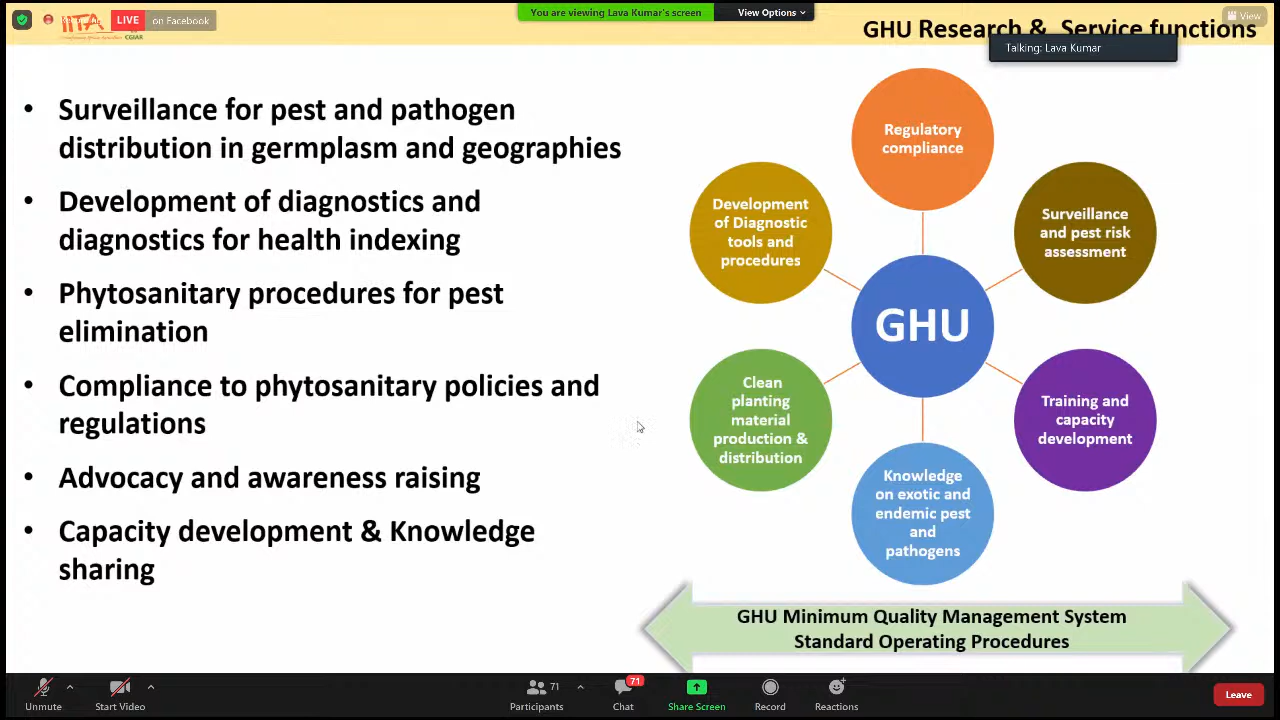 LIVE
on Facebook
You are viewing Lava Kumar's screen
View Options
View
IITA
CGIAR
GHU Research & Service functions
Talking: Lava Kumar
• Surveillance for pest and pathogen
distribution in germplasm and geographies
• Development of diagnostics and
diagnostics for health indexing
• Phytosanitary procedures for pest
elimination
• Compliance to phytosanitary policies and
regulations
• Advocacy and awareness raising
• Capacity development & Knowledge
sharing
Regulatory
compliance
Surveillance
and pest risk
assessment
Training and
capacity
development
Knowledge
on exotic and
endemic pest
and
pathogens
Clean
planting
material
production &
distribution
Development
of Diagnostic
tools and
procedures
GHU
GHU Minimum Quality Management System
Standard Operating Procedures
Unmute
Start Video
71
Participants
71
Chat
Share Screen
Record
Reactions
Leave